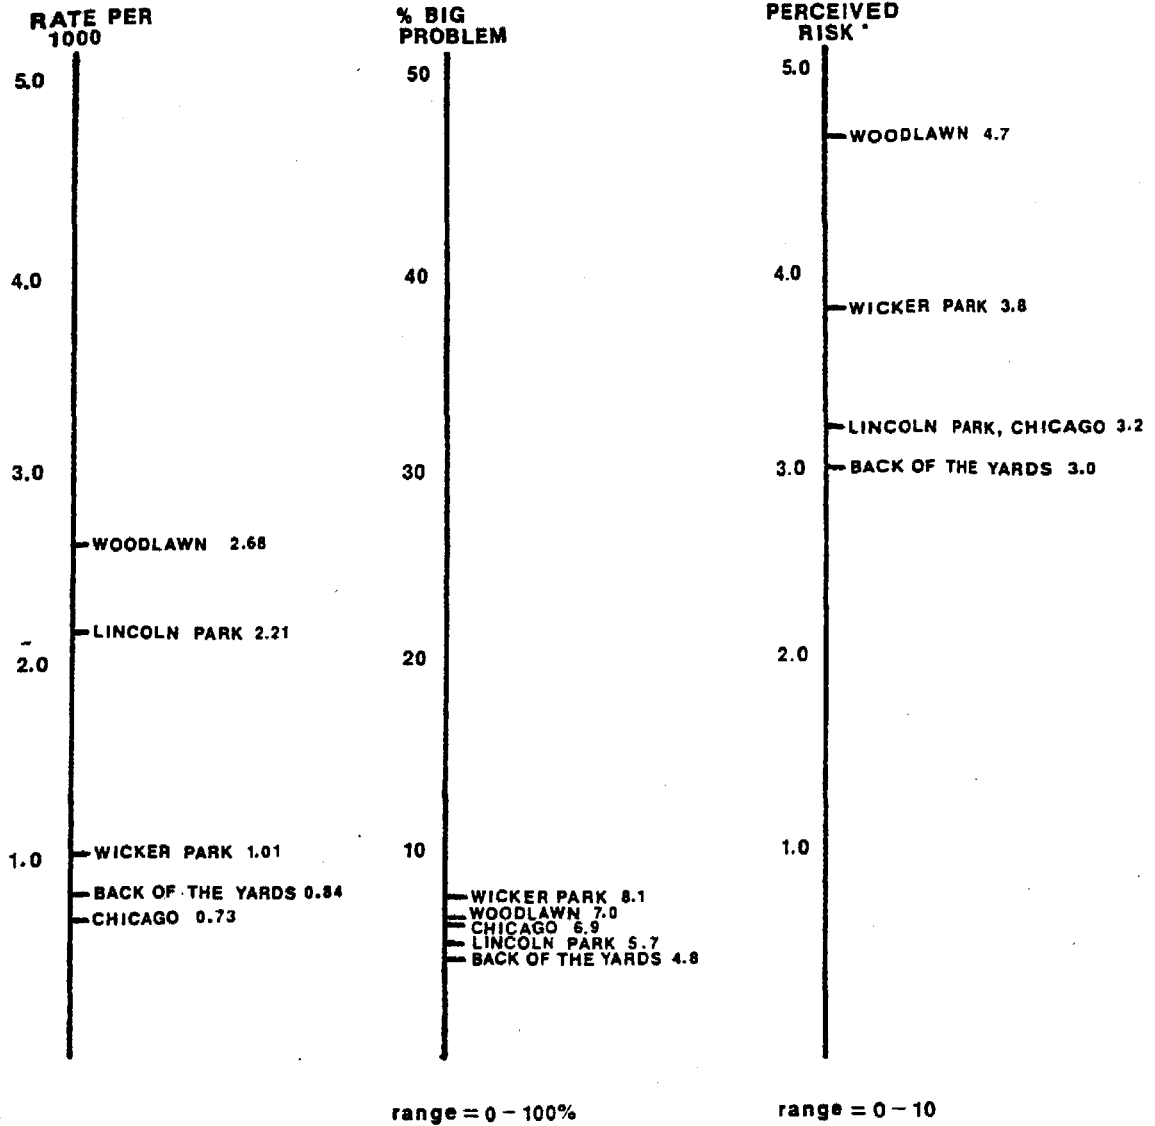 RATE PER
1000
5.0
4.0
3.0
WOODLAWN 2.68
LINCOLN PARK 2.21
2.0
WICKER PARK 1.01
1.0
BACK OF THE YARDS 0.84
CHICAGO 0.73
% BIG
PROBLEM
50
40
30
20
10
WICKER PARK 8.1
WOODLAWN 7.0
CHICAGO 6.9
LINCOLN PARK 5.7
BACK OF THE YARDS 4.8
range = 0 - 100%
PERCEIVED
RISK
5.0
WOODLAWN 4.7
4.0
WICKER PARK 3.8
LINCOLN PARK, CHICAGO 3.2
3.0
BACK OF THE YARDS 3.0
2.0
1.0
range = 0 - 10